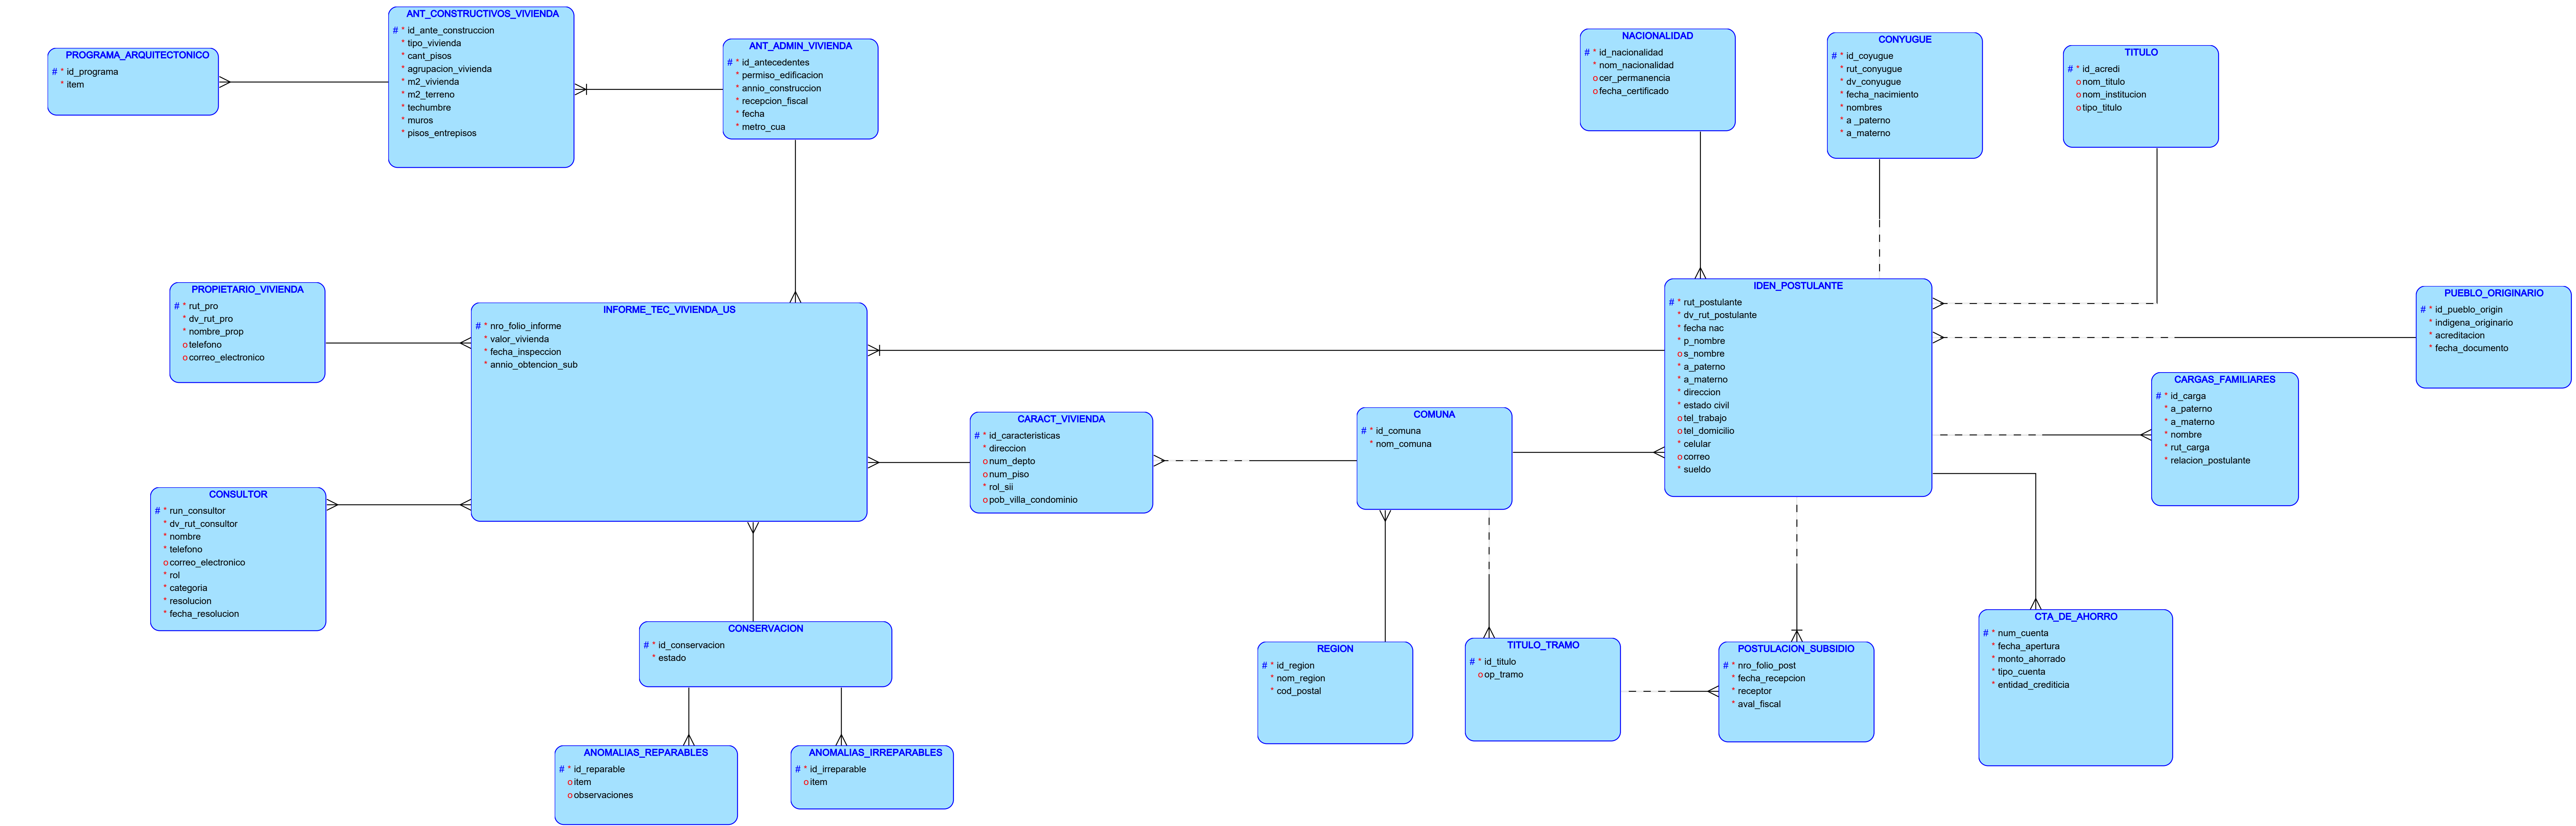 ANT_CONSTRUCTIVOS_VIVIENDA
# * id_ante_construccion
* tipo_vivienda
* cant_pisos
* agrupacion_vivienda
* m2_vivienda
* m2_terreno
* techumbre
* muros
* pisos_entrepisos
PROGRAMA_ARQUITECTONICO
# * id_programa
* item
ANT_ADMIN_VIVIENDA
# * id_antecedentes
* permiso_edificacion
* annio_construccion
* recepcion_fiscal
* fecha
* metro_cua
NACIONALIDAD
# * id_nacionalidad
* nom_nacionalidad
o cer_permanencia
o fecha_certificado
CONYUGUE
# * id_coyugue
* rut_conyugue
* dv_conyugue
* fecha_nacimiento
* nombres
* a _paterno
* a_materno
TITULO
# * id_acredi
o nom_titulo
o nom_institucion
o tipo_titulo
PROPIETARIO_VIVIENDA
# * rut_pro
* dv_rut_pro
* nombre_prop
o telefono
o correo_electronico
INFORME_TEC_VIVIENDA_US
# * nro_folio_informe
* valor_vivienda
* fecha_inspeccion
* annio_obtencion_sub
IDEN_POSTULANTE
# * rut_postulante
* dv_rut_postulante
* fecha nac
* p_nombre
o s_nombre
* a_paterno
* a_materno
* direccion
* estado civil
o tel_trabajo
o tel_domicilio
* celular
o correo
* sueldo
PUEBLO_ORIGINARIO
# * id_pueblo_origin
* indigena_originario
* acreditacion
* fecha_documento
CARGAS_FAMILIARES
# * id_carga
* a_paterno
* a_materno
* nombre
* rut_carga
* relacion_postulante
CARACT_VIVIENDA
# * id_caracteristicas
* direccion
o num_depto
o num_piso
* rol_sii
o pob_villa_condominio
COMUNA
# * id_comuna
* nom_comuna
CONSULTOR
# * run_consultor
* dv_rut_consultor
* nombre
* telefono
o correo_electronico
* rol
* categoria
* resolucion
* fecha_resolucion
CONSERVACION
# * id_conservacion
* estado
REGION
# * id_region
* nom_region
* cod_postal
TITULO_TRAMO
# * id_titulo
o op_tramo
POSTULACION_SUBSIDIO
# * nro_folio_post
* fecha_recepcion
* receptor
* aval_fiscal
CTA_DE_AHORRO
# * num_cuenta
* fecha_apertura
* monto_ahorrado
* tipo_cuenta
* entidad_crediticia
ANOMALIAS_REPARABLES
# * id_reparable
o item
o observaciones
ANOMALIAS_IRREPARABLES
# * id_irreparable
o item